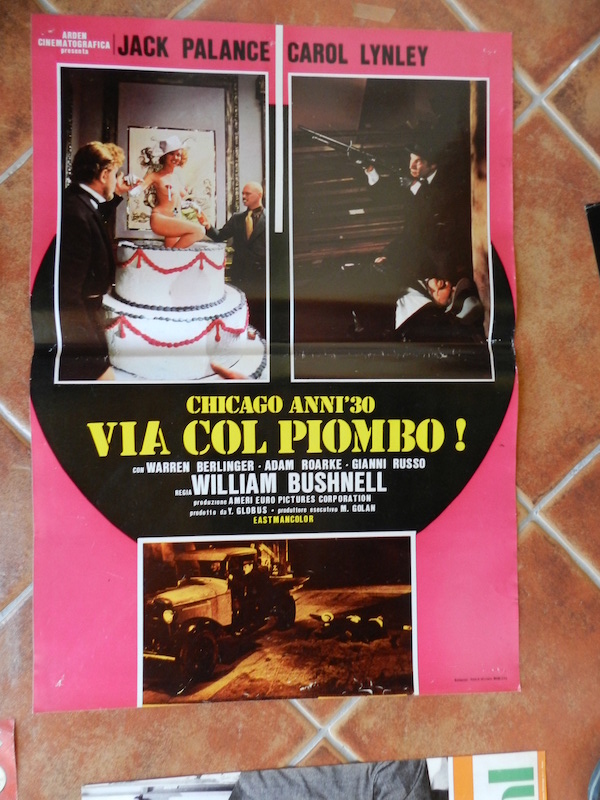 ARDEN
CINEMATOGRAFICA
presenta
JACK PALANCE CAROL LYNLEY
CHICAGO ANNI'30
VIA COL PIOMBO!
CON WARREN BERLINGER · ADAM ROARKE · GIANNI RUSSO
REGIA WILLIAM BUSHNELL
produzione AMERI EURO PICTURES CORPORATION
prodotto da Y. GLOBUS · produttore esecutivo M. GOLAN
EASTMANCOLOR